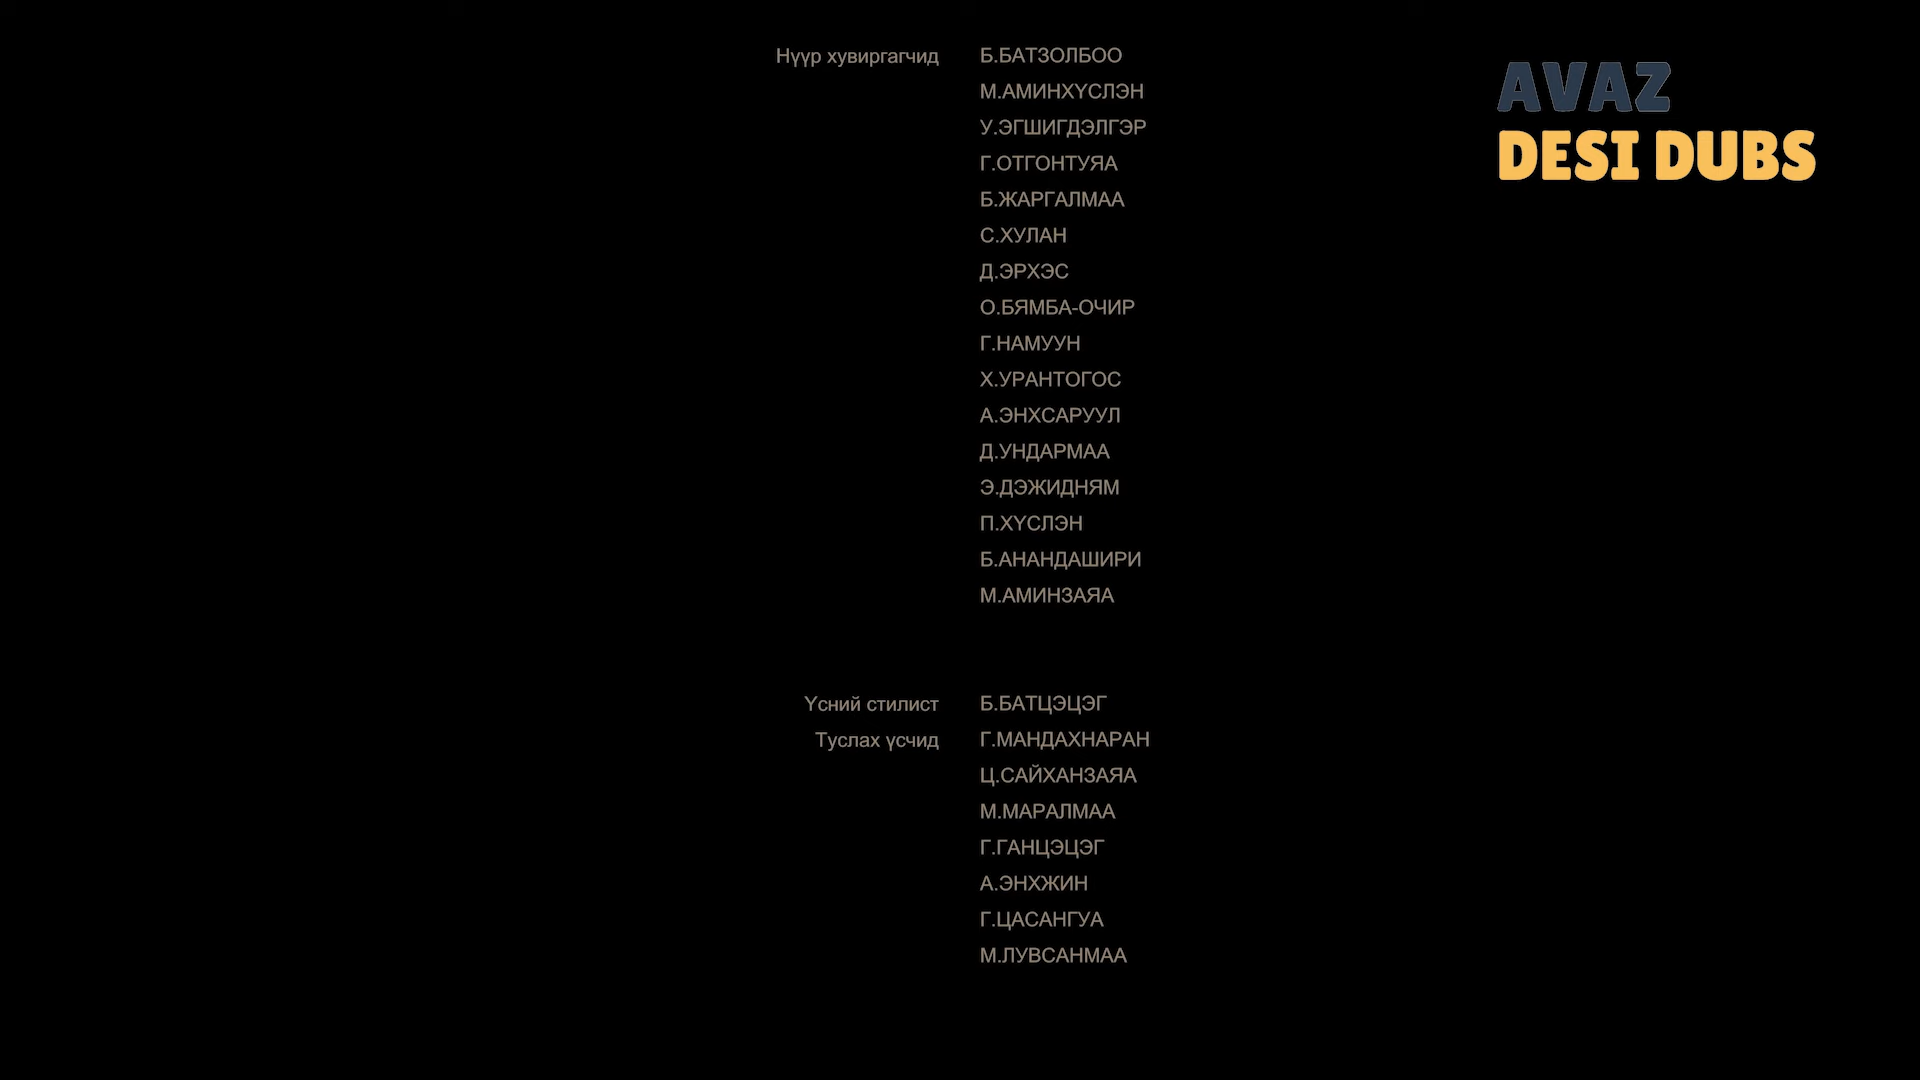 Нүүр хувиргагчид Б.БАТЗОЛБОО
М.АМИНХҮСЛЭН
У.ЭГШИГДЭЛГЭР
Г.ОТГОНТУЯА
Б.ЖАРГАЛМАА
С.ХУЛАН
Д.ЭРХЭС
О.БЯМБА-ОЧИР
Г.НАМУУН
Х.УРАНТОГОС
А.ЭНХСАРУУЛ
Д.УНДАРМАА
Э.ДЭЖИДНЯМ
П.ХҮСЛЭН
Б.АНАНДАШИРИ
М.АМИНЗАЯА
Үсний стилист Б.БАТЦЭЦЭГ
Туслах үсчид Г.МАНДАХНАРАН
Ц.САЙХАНЗАЯА
М.МАРАЛМАА
Г.ГАНЦЭЦЭГ
А.ЭНХЖИН
Г.ЦАСАНГУА
М.ЛУВСАНМАА
AVAZ
DESI DUBS